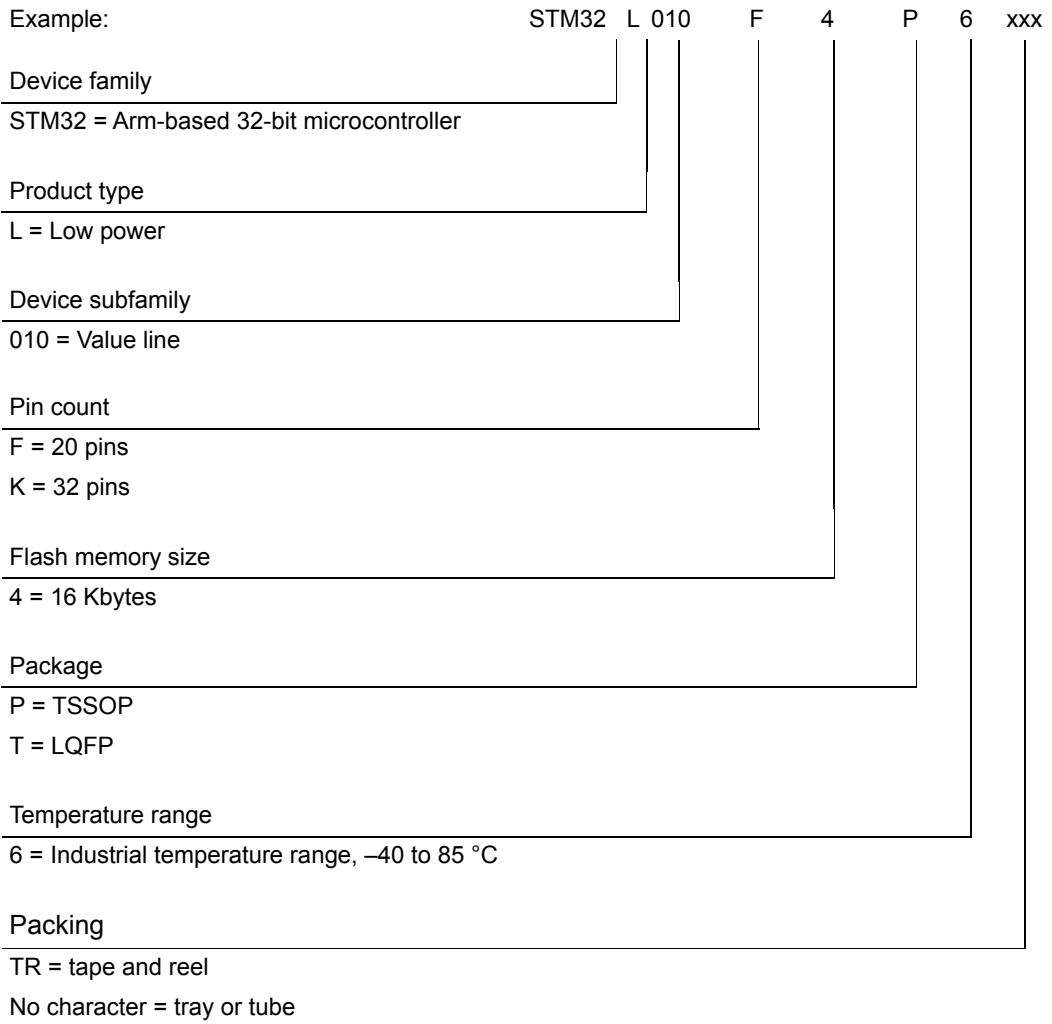 Example: STM32 L 010 F 4 P 6 xxx
Device family
STM32 = Arm-based 32-bit microcontroller
Product type
L = Low power
Device subfamily
010 = Value line
Pin count
F = 20 pins
K = 32 pins
Flash memory size
4 = 16 Kbytes
Package
P = TSSOP
T = LQFP
Temperature range
6 = Industrial temperature range, –40 to 85 °C
Packing
TR = tape and reel
No character = tray or tube